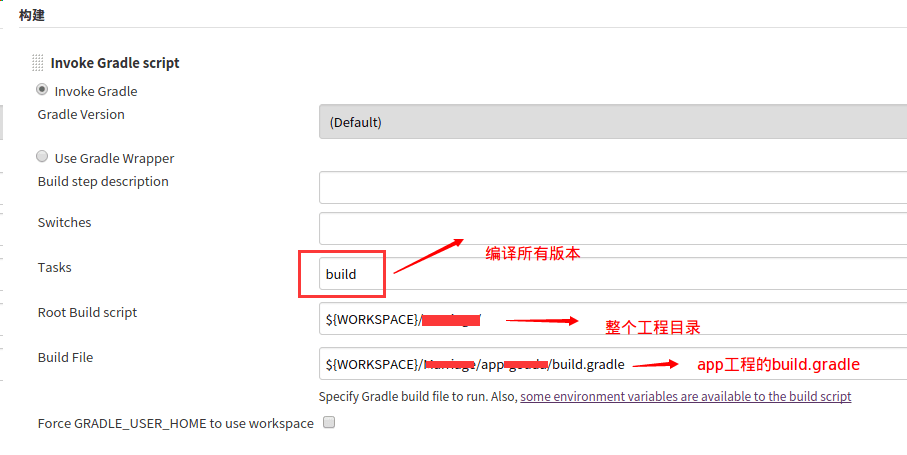 构建
Invoke Gradle script
Invoke Gradle
Gradle Version
(Default)
Use Gradle Wrapper
Build step description
Switches
编译所有版本
Tasks
build
Root Build script
${WORKSPACE}/
整个工程目录
Build File
${WORKSPACE}/ /app /build.gradle
app工程的build.gradle
Specify Gradle build file to run. Also, some environment variables are available to the build script
Force GRADLE_USER_HOME to use workspace